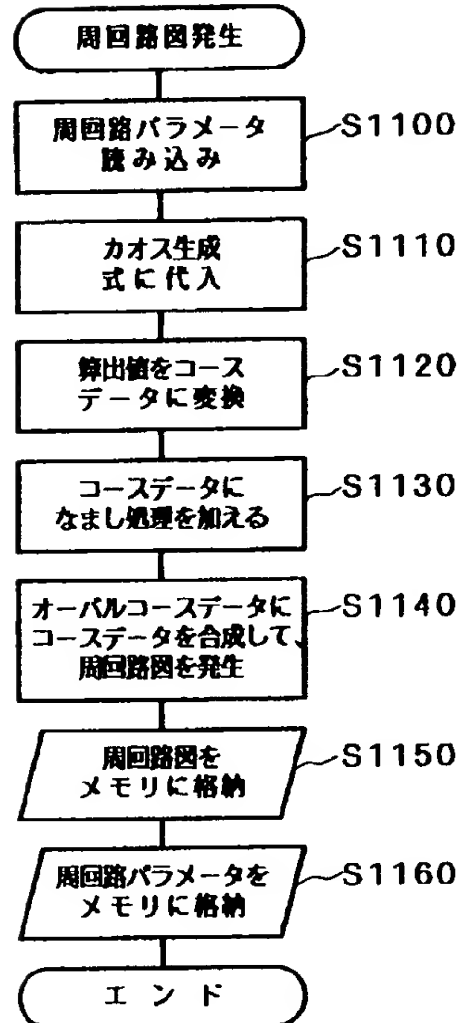 周回路図発生
周回路パラメータ
読み込み
S1100
カオス生成
式に代入
S1110
算出値をコース
データに変換
S1120
コースデータに
なまし処理を加える
S1130
オーバルコースデータに
コースデータを合成して、
周回路図を発生
S1140
周回路図を
メモリに格納
S1150
周回路パラメータを
メモリに格納
S1160
エンド